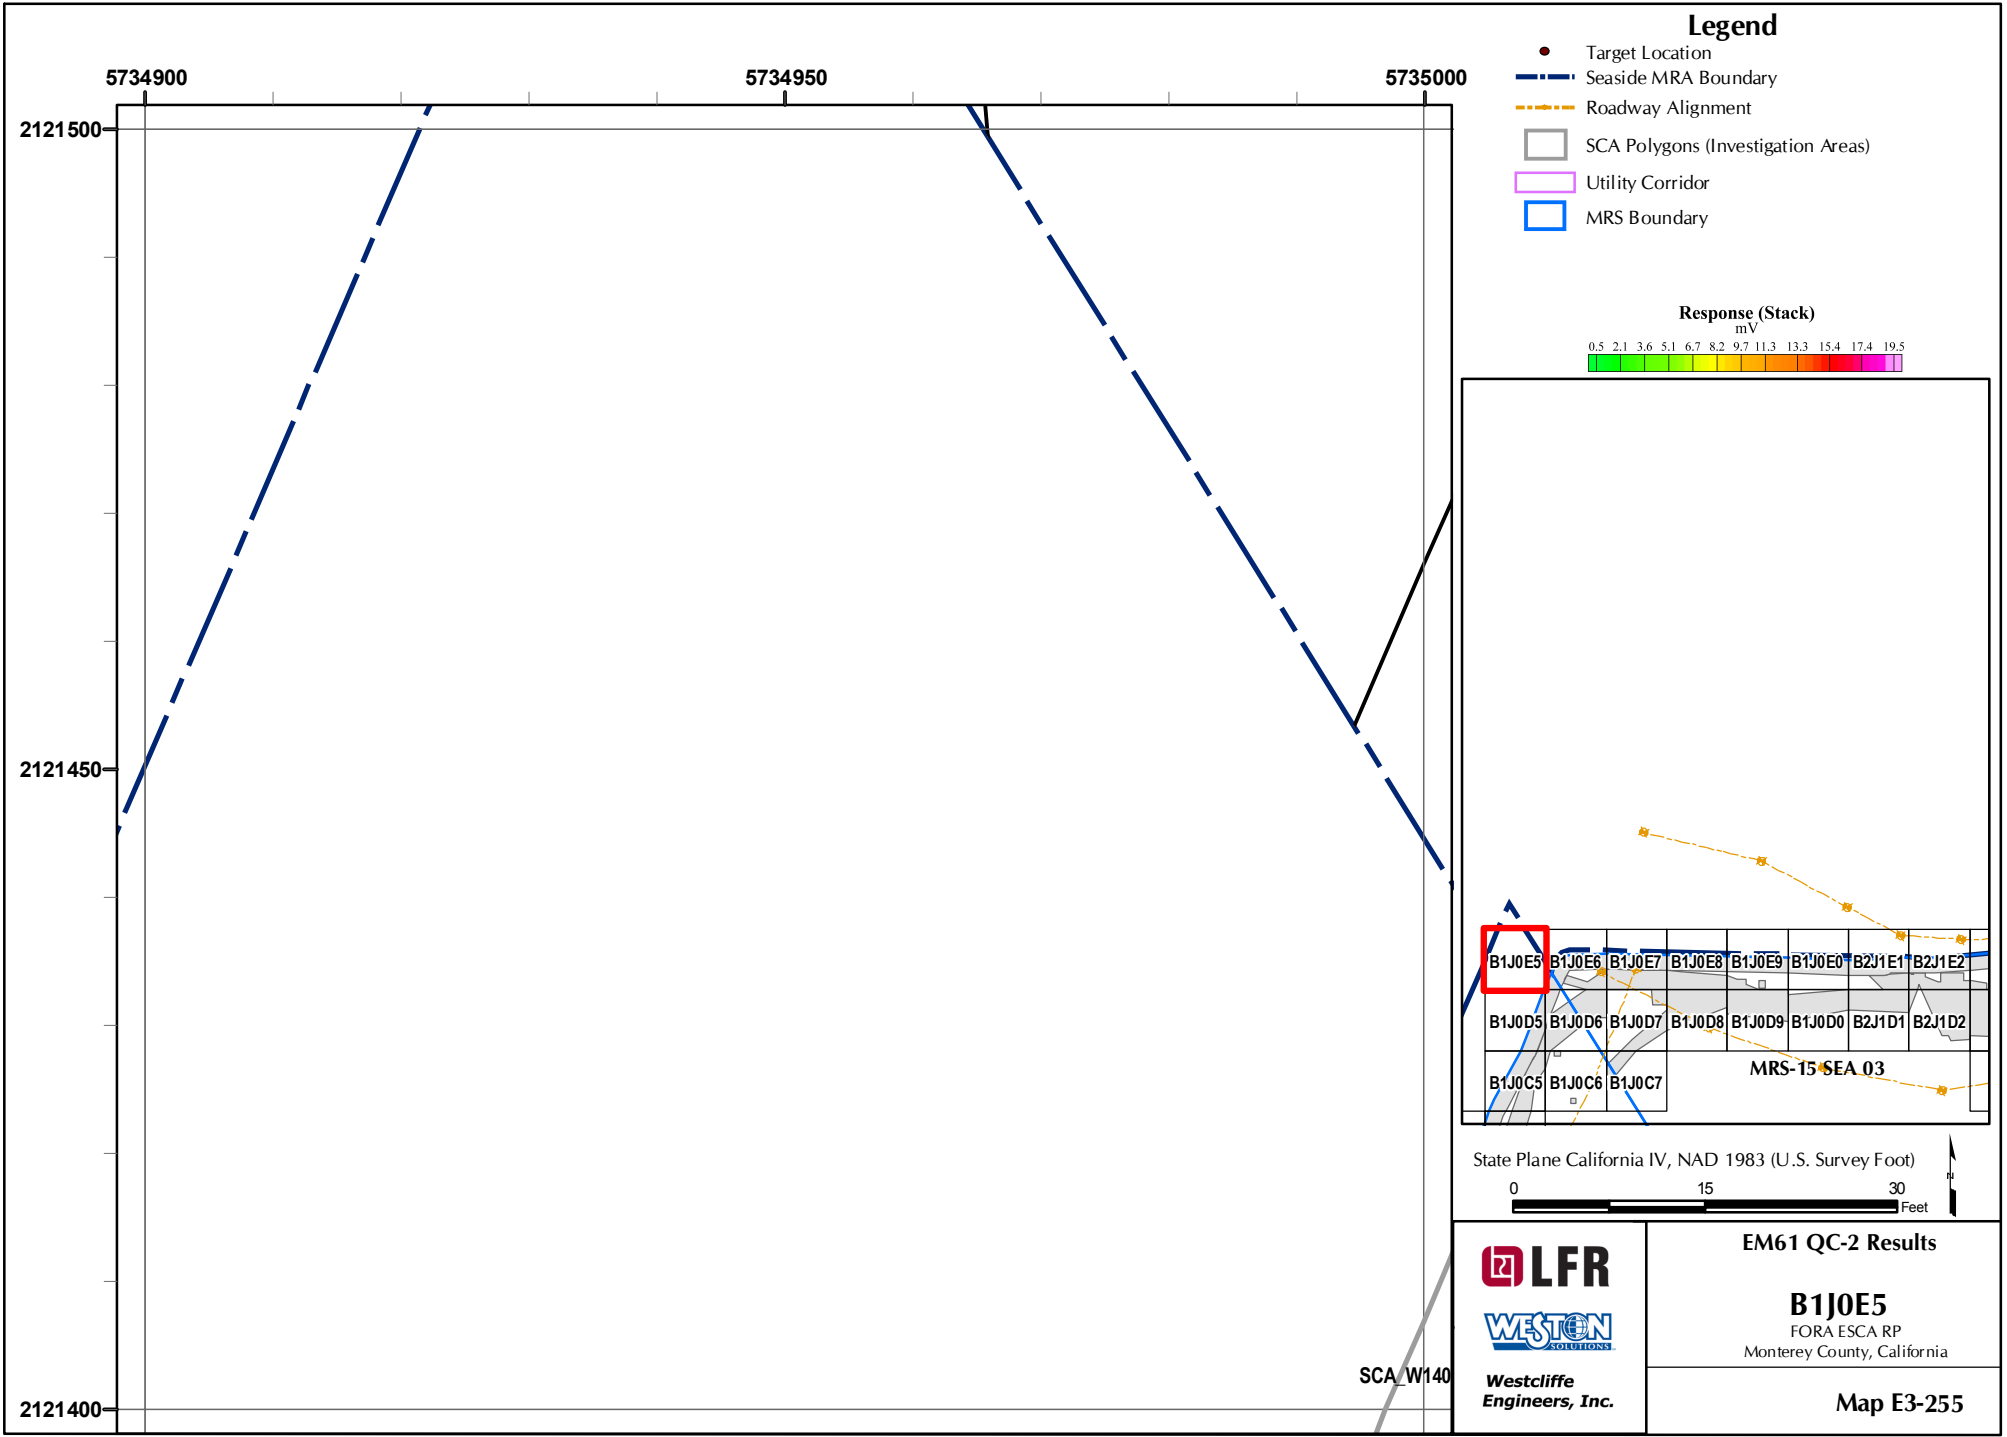 Legend
Target Location
Seaside MRA Boundary
Roadway Alignment
SCA Polygons (Investigation Areas)
Utility Corridor
MRS Boundary
5734900 5734950 5735000
2121500
2121450
2121400
SCA_W140
Response (Stack)
mV
0.5 2.1 3.6 5.1 6.7 8.2 9.7 11.3 13.3 15.4 17.4 19.5
B1J0E5 B1J0E6 B1J0E7 B1J0E8 B1J0E9 B1J0E0 B2J1E1 B2J1E2
B1J0D5 B1J0D6 B1J0D7 B1J0D8 B1J0D9 B1J0D0 B2J1D1 B2J1D2
MRS-15 SEA 03
B1J0C5 B1J0C6 B1J0C7
State Plane California IV, NAD 1983 (U.S. Survey Foot)
N
0 15 30
Feet
LFR
WESTON
SOLUTIONS
Westcliffe
Engineers, Inc.
EM61 QC-2 Results
B1J0E5
FORA ESCA RP
Monterey County, California
Map E3-255